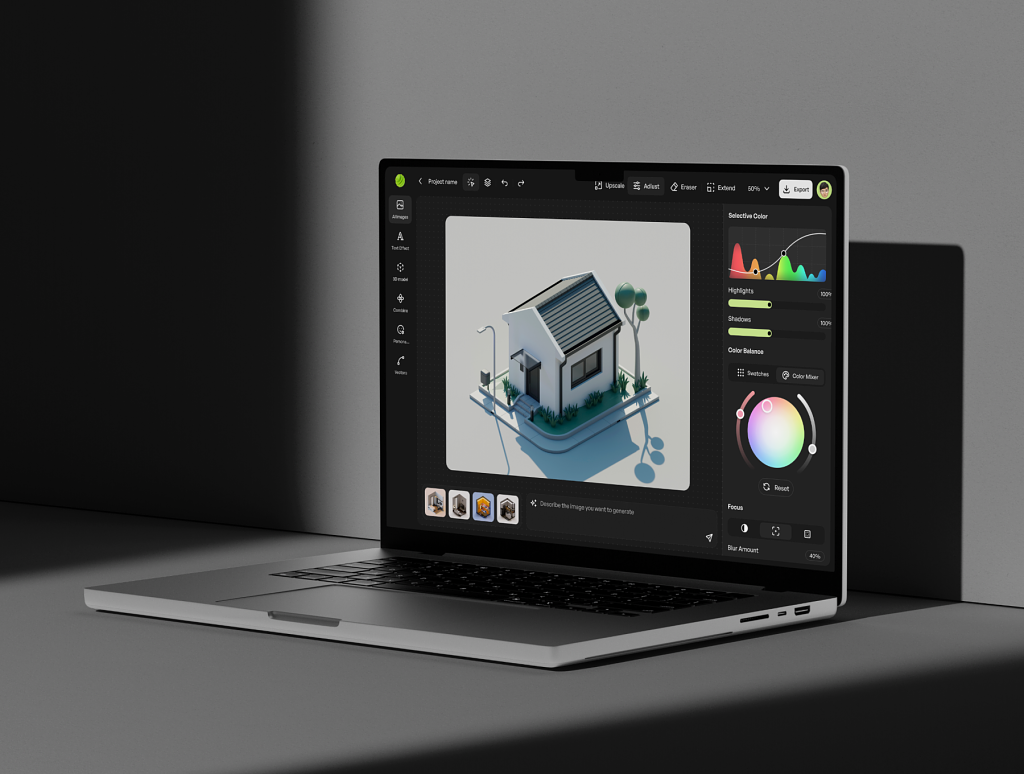 Project name
Upscale
Adjust
Eraser
Extend
50%
Export
AI Images
Text Effect
3D model
Combine
Vectors
Selective Color
Highlights
100%
Shadows
100%
Color Balance
Swatches
Color Mixer
Reset
Focus
Blur Amount
40%
Describe the image you want to generate